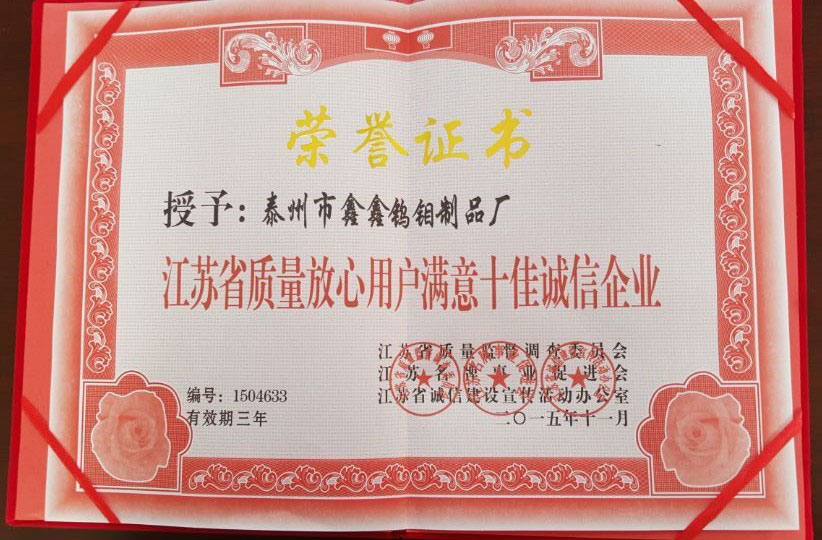 荣誉证书
授予：泰州市鑫鑫钨钼制品厂
江苏省质量放心用户满意十佳诚信企业
江苏省质量监督调查委员会
江苏名牌事业促进会
编号：1504633
江苏省诚信建设宣传活动办公室
有效期三年
二〇一五年十一月